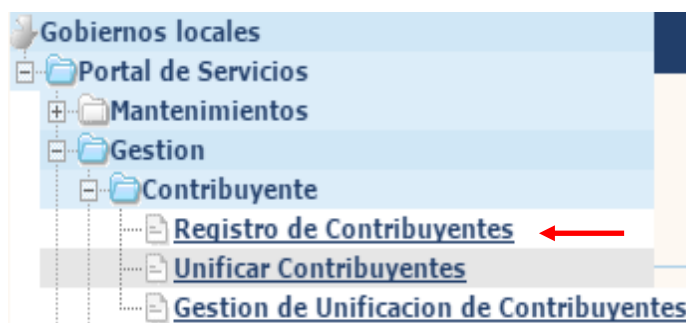 Gobiernos locales
Portal de Servicios
Mantenimientos
Gestion
Contribuyente
Registro de Contribuyentes
Unificar Contribuyentes
Gestion de Unificacion de Contribuyentes